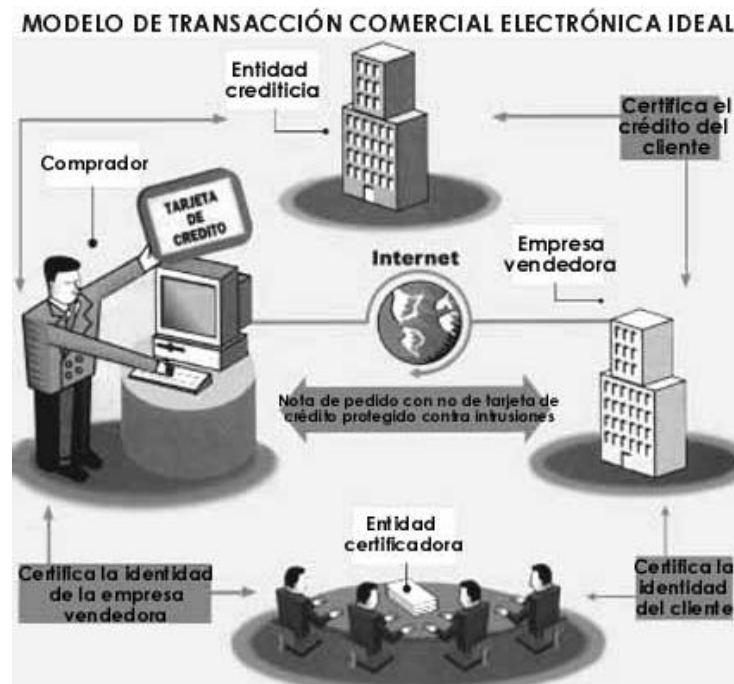 MODELO DE TRANSACCIÓN COMERCIAL ELECTRÓNICA IDEAL
Entidad
crediticia
Certifica el
crédito del
cliente
Comprador
TARJETA
DE
CREDITO
Internet
Empresa
vendedora
Nota de pedido con no de tarjeta de
crédito protegido contra intrusiones
Entidad
certificadora
Certifica la identidad
de la empresa
vendedora
Certifica la
identidad
del cliente